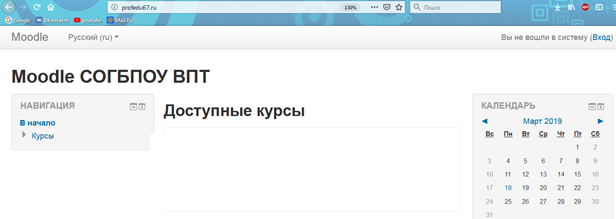 profedu67.ru
130%
Поиск
Google ВКонтакте youtube Mail.Ru
Moodle Русский (ru) Вы не вошли в систему (Вход)
Moodle СОГБПОУ ВПТ
НАВИГАЦИЯ
В начало
Курсы
Доступные курсы
КАЛЕНДАРЬ
Март 2019
Вс Пн Вт Ср Чт Пт Сб
1 2
3 4 5 6 7 8 9
10 11 12 13 14 15 16
17 18 19 20 21 22 23
24 25 26 27 28 29 30
31